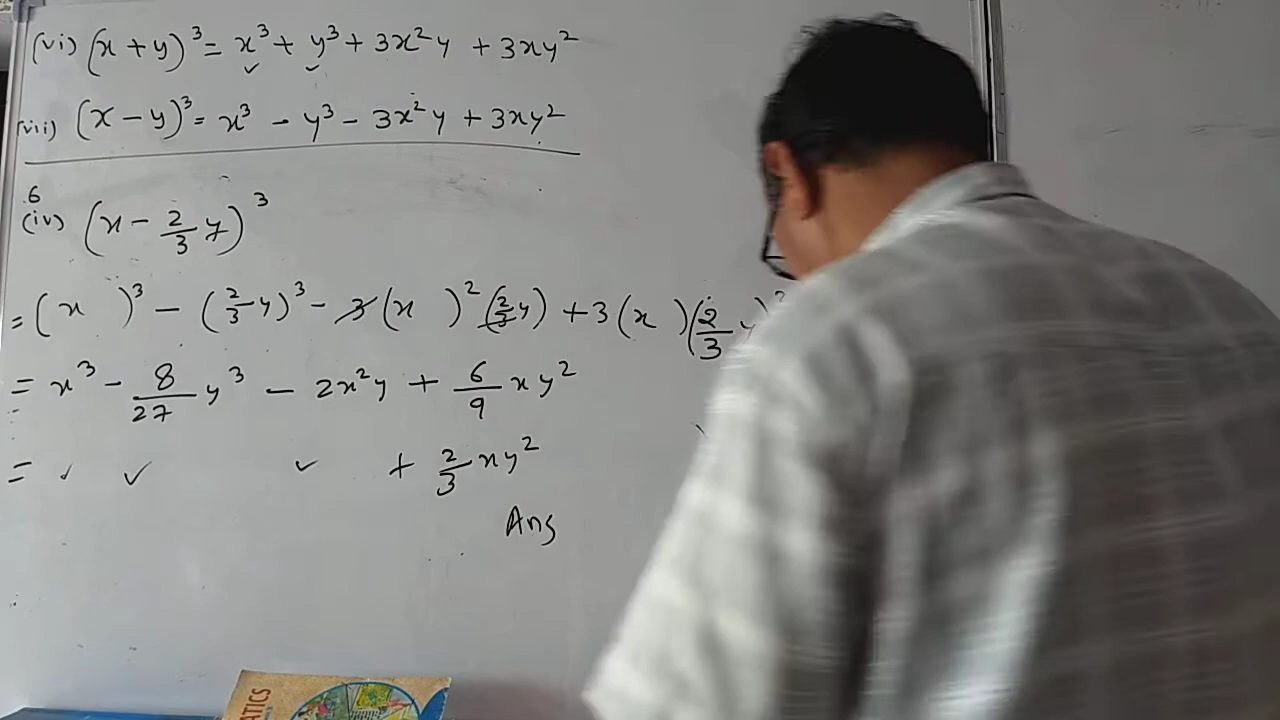 (vi) (x + y)³ = x³ + y³ + 3x²y + 3xy²
(vii) (x - y)³ = x³ - y³ - 3x²y + 3xy²
6
(iv) (x - 2/3 y)³
= (x )³ - (2/3 y)³ - 3(x )² (2/3 y) + 3(x )(2/3 y)²
= x³ - 8/27 y³ - 2x²y + 6/9 xy²
= ✓ ✓ ✓ + 2/3 xy²
Ans
ATICS